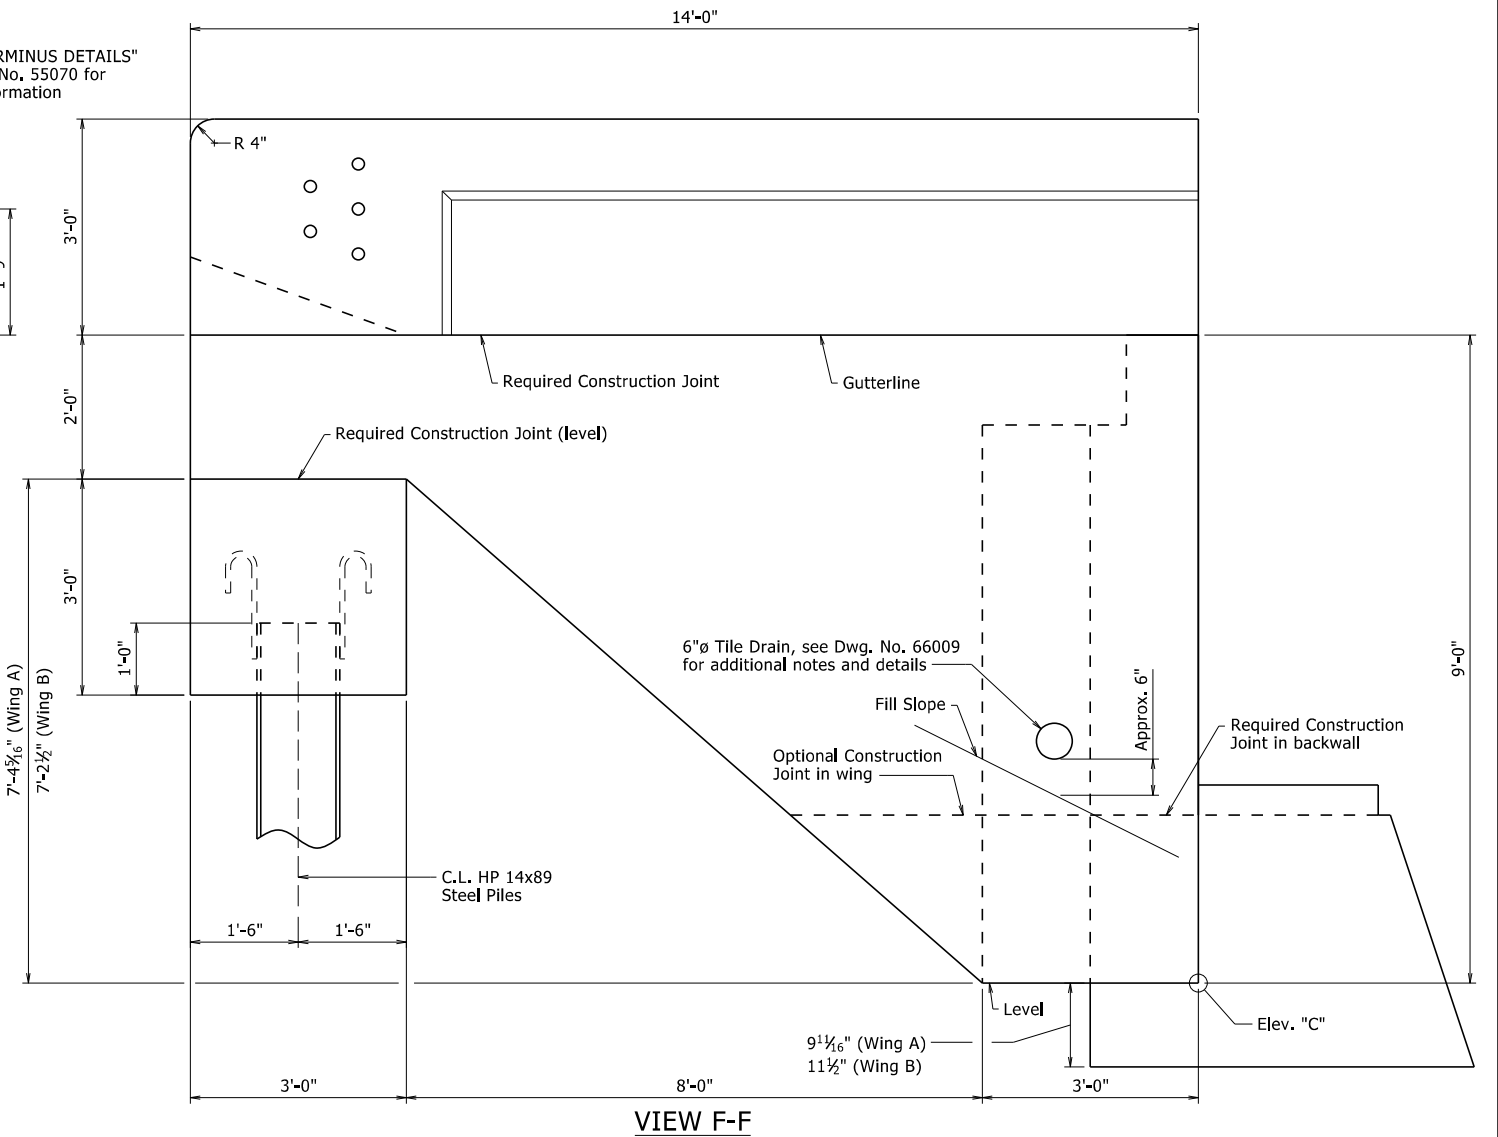 14'-0"
RMINUS DETAILS"
No. 55070 for
ormation
R 4"
3'-0"
2'-0"
Required Construction Joint
Gutterline
Required Construction Joint (level)
3'-0"
1'-0"
7'-4 5/16" (Wing A)
7'-2 1/2" (Wing B)
9'-0"
6"ø Tile Drain, see Dwg. No. 66009
for additional notes and details
Fill Slope
Approx. 6"
Optional Construction
Joint in wing
Required Construction
Joint in backwall
C.L. HP 14x89
Steel Piles
1'-6"
1'-6"
Level
Elev. "C"
9 11/16" (Wing A)
11 1/2" (Wing B)
3'-0"
8'-0"
3'-0"
VIEW F-F